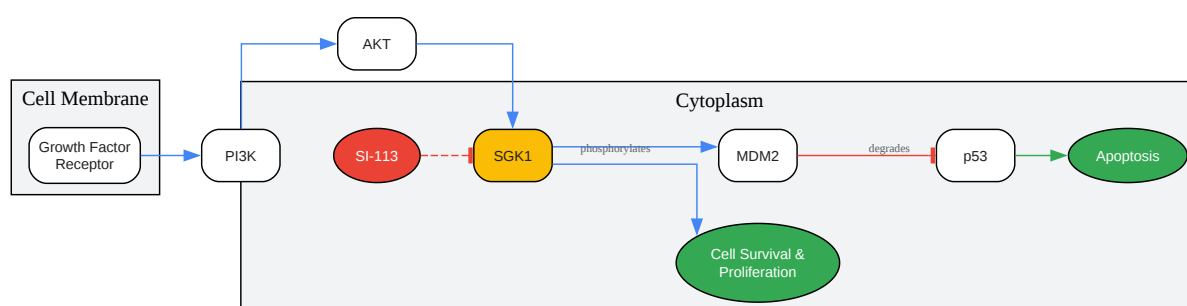 AKT
Cell Membrane
Cytoplasm
Growth Factor
Receptor
PI3K
SI-113
SGK1
phosphorylates
MDM2
degrades
p53
Apoptosis
Cell Survival &
Proliferation